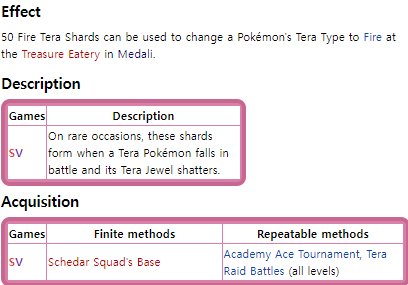 Effect
50 Fire Tera Shards can be used to change a Pokémon's Tera Type to Fire at
the Treasure Eatery in Medali.
Description
Games Description
SV On rare occasions, these shards
form when a Tera Pokémon falls in
battle and its Tera Jewel shatters.
Acquisition
Games Finite methods Repeatable methods
SV Schedar Squad's Base Academy Ace Tournament, Tera
Raid Battles (all levels)